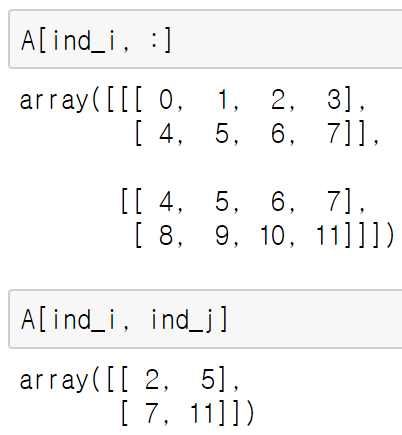 A[ind_i, :]
array([[[ 0,  1,  2,  3],
        [ 4,  5,  6,  7]],
       [[ 4,  5,  6,  7],
        [ 8,  9, 10, 11]]])
A[ind_i, ind_j]
array([[ 2,  5],
       [ 7, 11]])